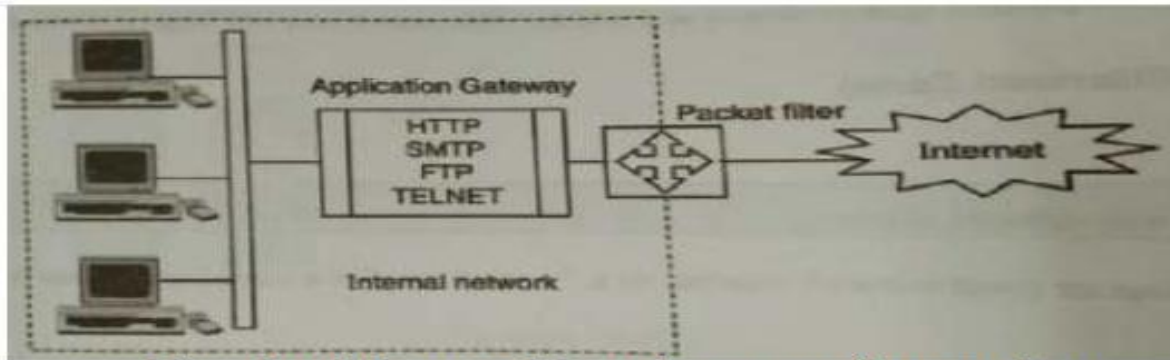 Application Gateway
HTTP
SMTP
FTP
TELNET
Packet filter
Internet
Internal network